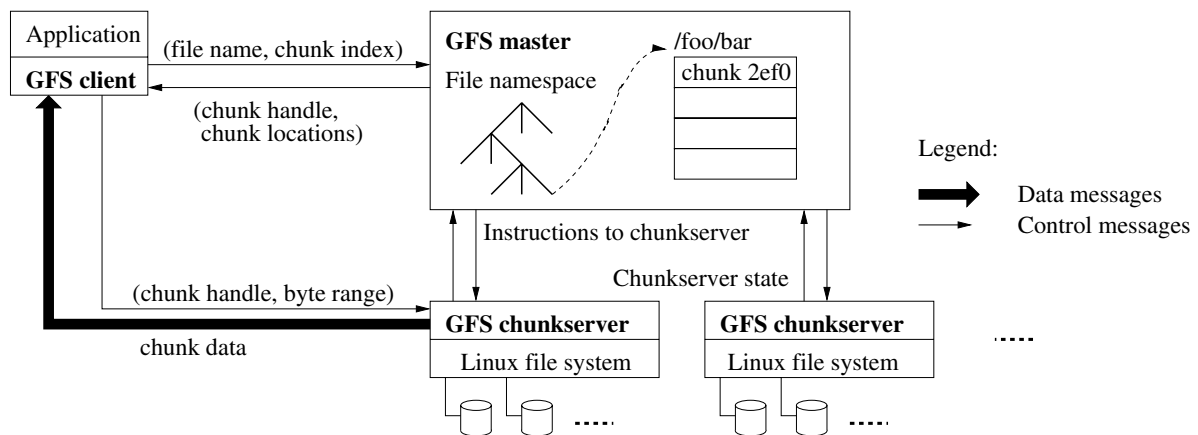 Application
GFS client
(file name, chunk index)
(chunk handle,
chunk locations)
GFS master
File namespace
/foo/bar
chunk 2ef0
Legend:
Data messages
Control messages
Instructions to chunkserver
Chunkserver state
(chunk handle, byte range)
chunk data
GFS chunkserver
Linux file system
GFS chunkserver
Linux file system